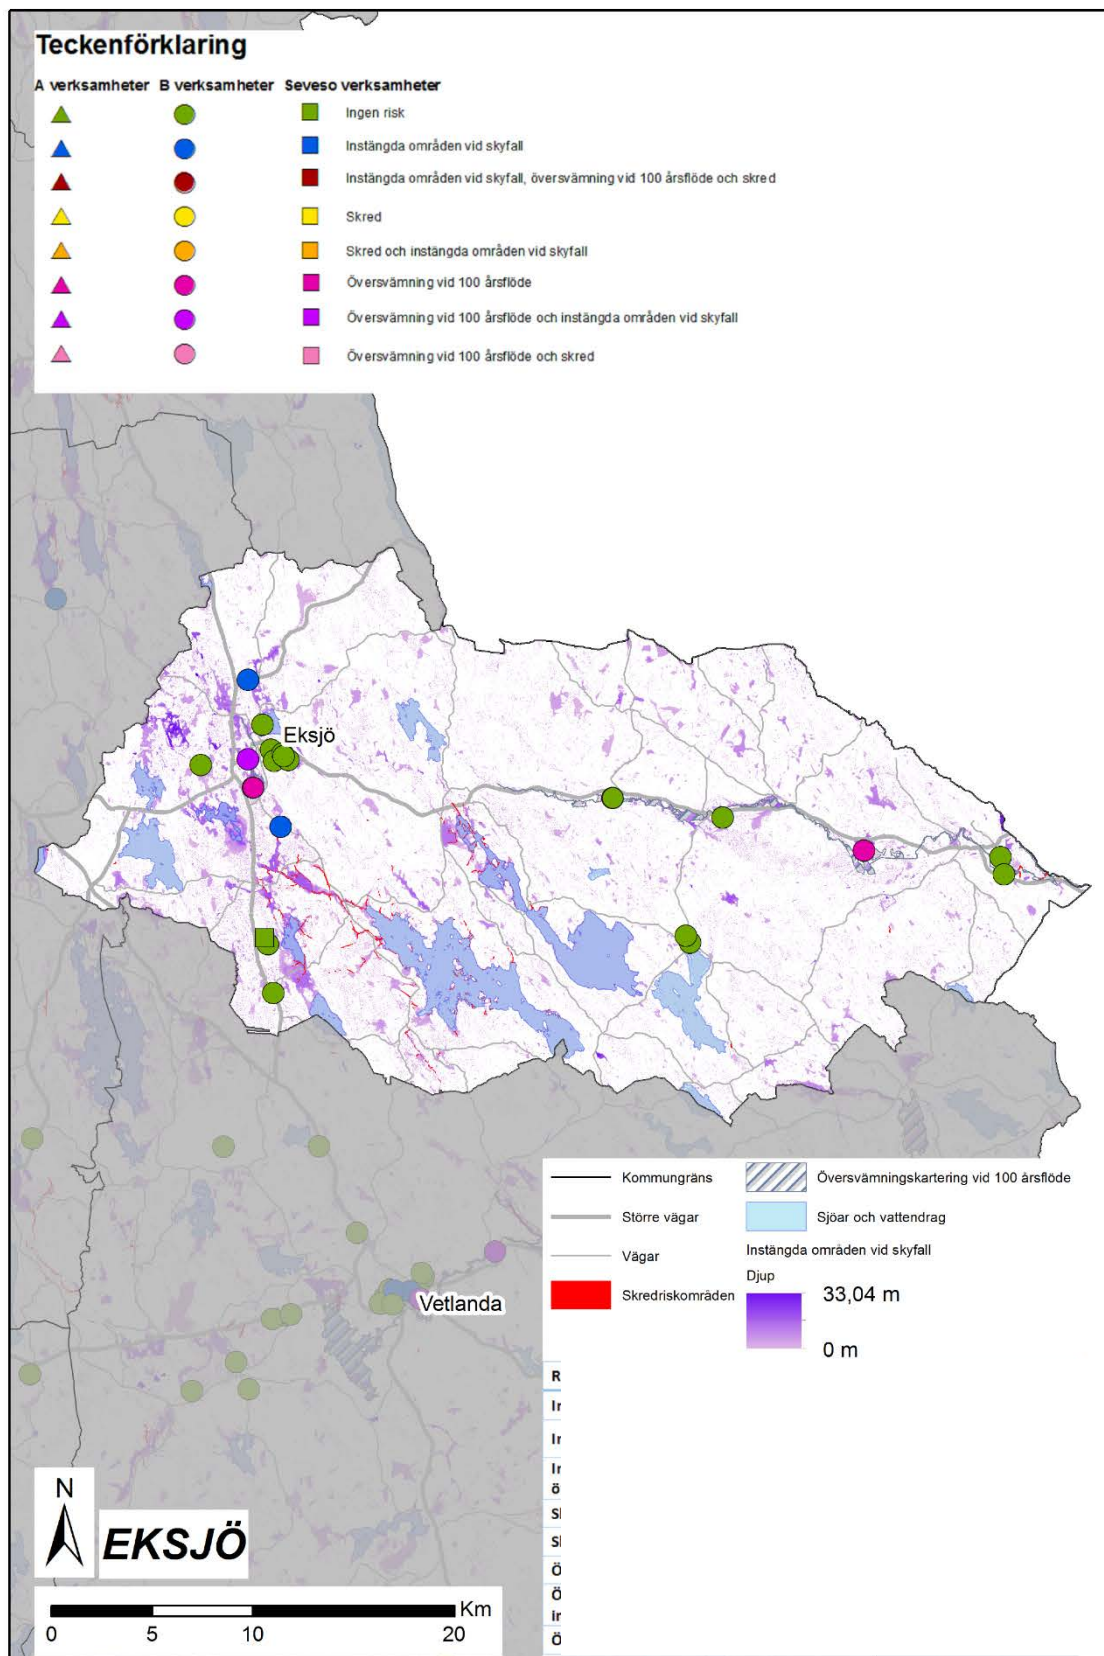 Teckenförklaring
A verksamheter B verksamheter Seveso verksamheter
Ingen risk
Instängda områden vid skyfall
Instängda områden vid skyfall, översvämning vid 100 årsflöde och skred
Skred
Skred och instängda områden vid skyfall
Översvämning vid 100 årsflöde
Översvämning vid 100 årsflöde och instängda områden vid skyfall
Översvämning vid 100 årsflöde och skred
Eksjö
Vetlanda
Kommungräns
Större vägar
Vägar
Skredriskområden
Översvämningskartering vid 100 årsflöde
Sjöar och vattendrag
Instängda områden vid skyfall
Djup
33,04 m
0 m
R
Ö
Ö
Ö
N
EKSJÖ
Km
0 5 10 20